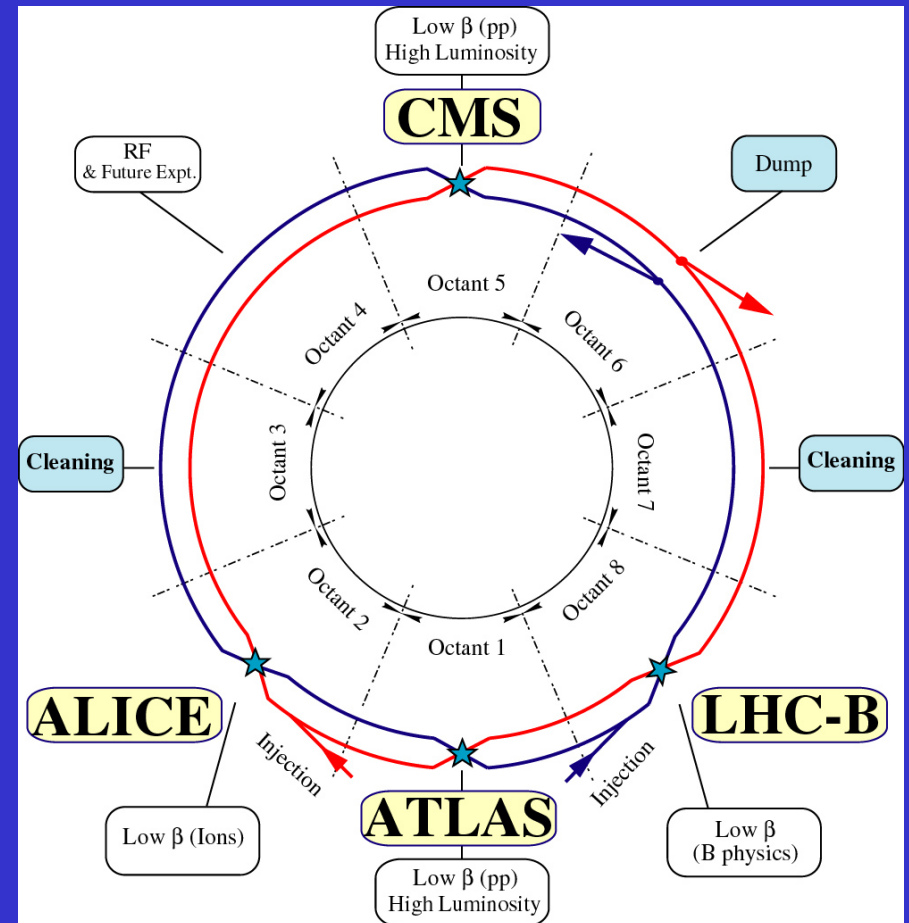 Low β (pp)
High Luminosity
CMS
RF
& Future Expt.
Dump
Octant 5
Octant 4
Octant 6
Cleaning
Octant 3
Octant 7
Cleaning
Octant 2
Octant 8
Octant 1
ALICE
LHC-B
Injection
Injection
ATLAS
Low β (Ions)
Low β
(B physics)
Low β (pp)
High Luminosity